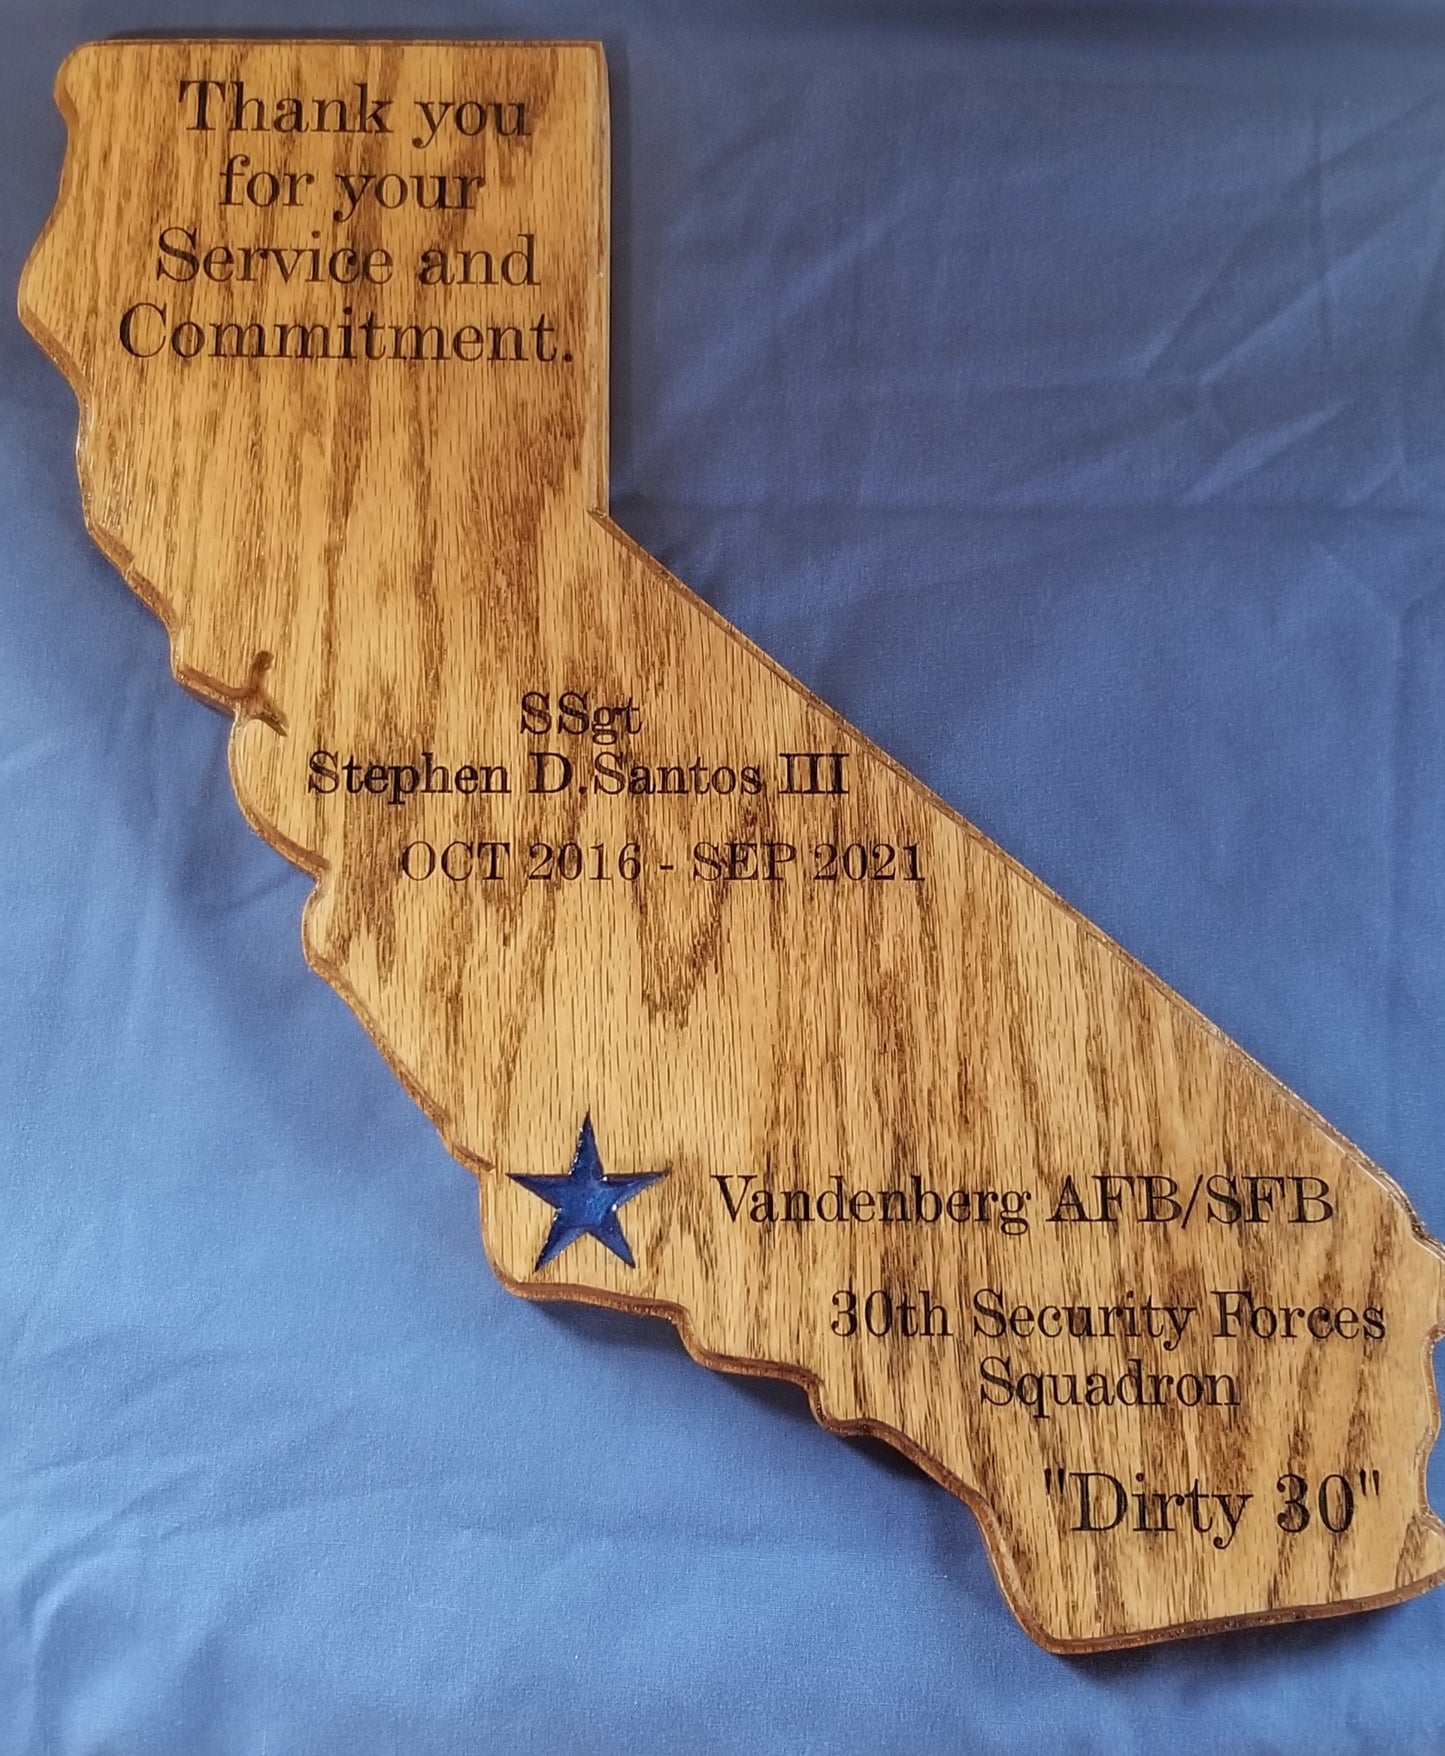 Thank you
for your
Service and
Commitment.
SSgt
Stephen D.Santos III
OCT 2016 - SEP 2021
Vandenberg AFB/SFB
30th Security Forces
Squadron
"Dirty 30"